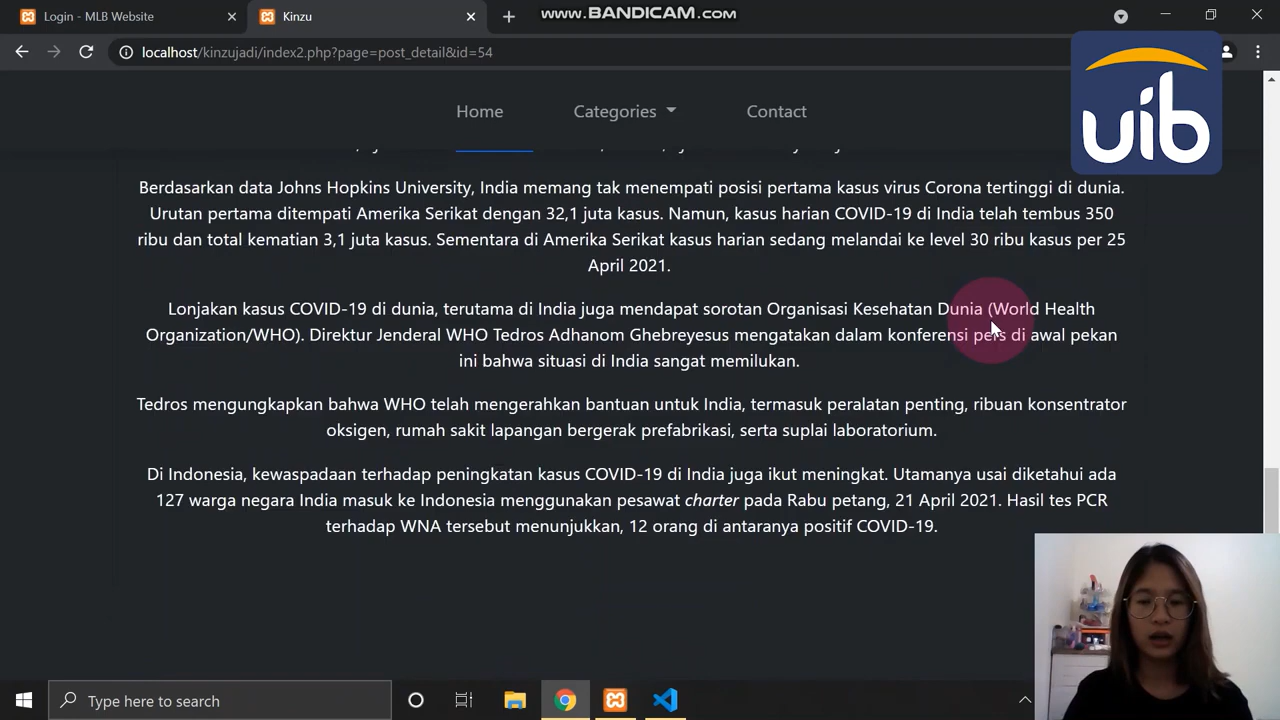 Login - MLB Website
Kinzu
www.BANDICAM.com
localhost/kinzujadi/index2.php?page=post_detail&id=54
uib
Home
Categories
Contact
Berdasarkan data Johns Hopkins University, India memang tak menempati posisi pertama kasus virus Corona tertinggi di dunia.
Urutan pertama ditempati Amerika Serikat dengan 32,1 juta kasus. Namun, kasus harian COVID-19 di India telah tembus 350
ribu dan total kematian 3,1 juta kasus. Sementara di Amerika Serikat kasus harian sedang melandai ke level 30 ribu kasus per 25
April 2021.
Lonjakan kasus COVID-19 di dunia, terutama di India juga mendapat sorotan Organisasi Kesehatan Dunia (World Health
Organization/WHO). Direktur Jenderal WHO Tedros Adhanom Ghebreyesus mengatakan dalam konferensi pers di awal pekan
ini bahwa situasi di India sangat memilukan.
Tedros mengungkapkan bahwa WHO telah mengerahkan bantuan untuk India, termasuk peralatan penting, ribuan konsentrator
oksigen, rumah sakit lapangan bergerak prefabrikasi, serta suplai laboratorium.
Di Indonesia, kewaspadaan terhadap peningkatan kasus COVID-19 di India juga ikut meningkat. Utamanya usai diketahui ada
127 warga negara India masuk ke Indonesia menggunakan pesawat charter pada Rabu petang, 21 April 2021. Hasil tes PCR
terhadap WNA tersebut menunjukkan, 12 orang di antaranya positif COVID-19.
Type here to search